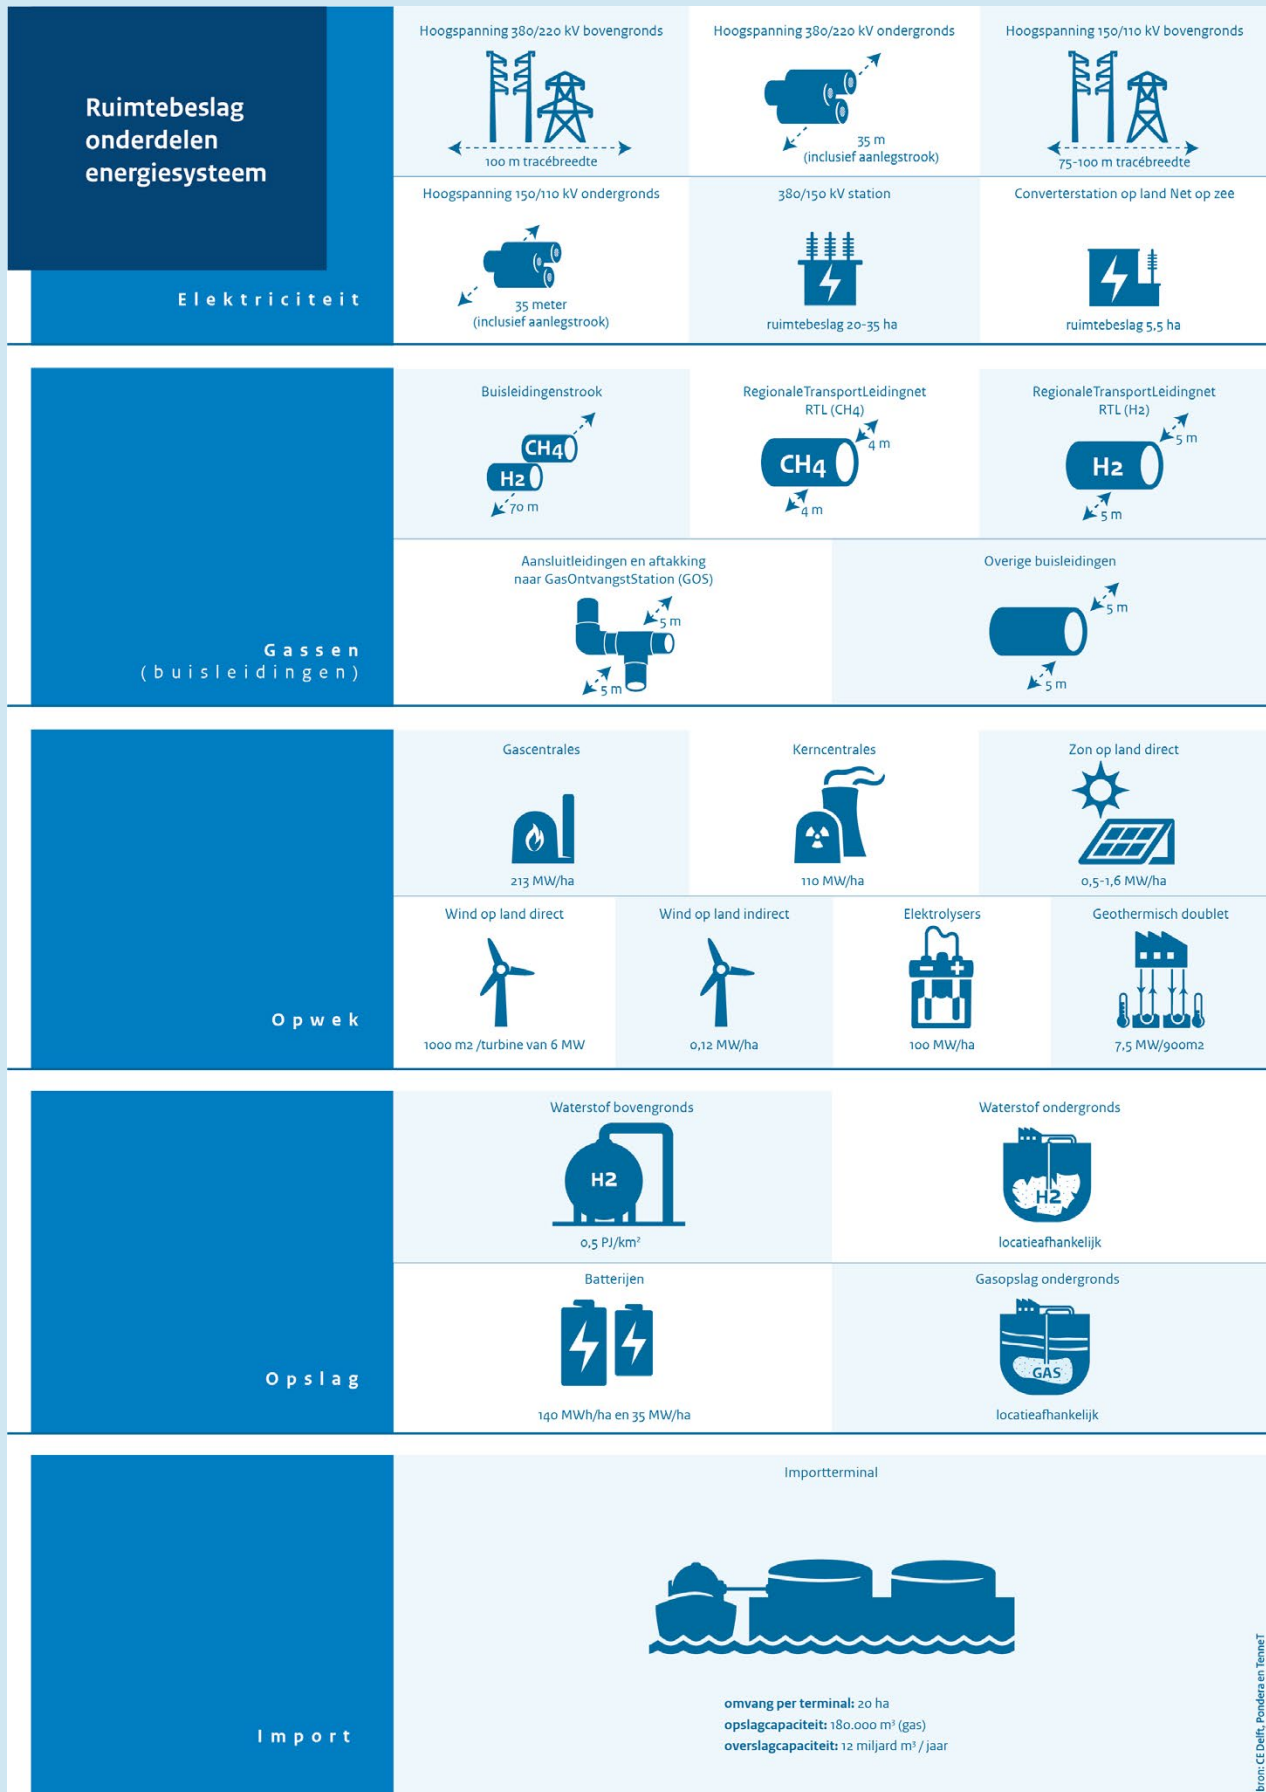 Ruimtebeslag
onderdelen
energiesysteem
Elektriciteit
Hoogspanning 380/220 kV bovengronds
100 m tracébreedte
Hoogspanning 380/220 kV ondergronds
35 m
(inclusief aanlegstrook)
Hoogspanning 150/110 kV bovengronds
75-100 m tracébreedte
Hoogspanning 150/110 kV ondergronds
35 meter
(inclusief aanlegstrook)
380/150 kV station
ruimtebeslag 20-35 ha
Converterstation op land Net op zee
ruimtebeslag 5,5 ha
Gassen
(buisleidingen)
Buisleidingenstrook
CH4
H2
70 m
RegionaleTransportLeidingnet
RTL (CH4)
4 m
CH4
4 m
RegionaleTransportLeidingnet
RTL (H2)
5 m
H2
5 m
Aansluitleidingen en aftakking
naar GasOntvangstStation (GOS)
5 m
5 m
Overige buisleidingen
5 m
5 m
Opwek
Gascentrales
213 MW/ha
Kerncentrales
110 MW/ha
Zon op land direct
0,5-1,6 MW/ha
Wind op land direct
1000 m2 /turbine van 6 MW
Wind op land indirect
0,12 MW/ha
Elektrolysers
100 MW/ha
Geothermisch doublet
7,5 MW/900m2
Opslag
Waterstof bovengronds
H2
0,5 PJ/km²
Waterstof ondergronds
H2
locatieafhankelijk
Batterijen
140 MWh/ha en 35 MW/ha
Gasopslag ondergronds
GAS
locatieafhankelijk
Import
Importterminal
omvang per terminal: 20 ha
opslagcapaciteit: 180.000 m³ (gas)
overslagcapaciteit: 12 miljard m³ / jaar
bron: CE Delft, Pondera en TenneT